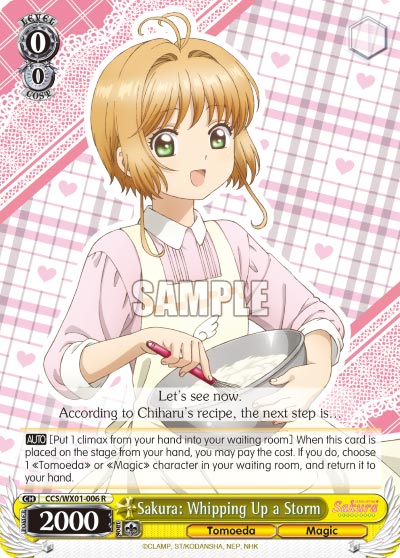 LEVEL
0
0
COST
SAMPLE
Let's see now.
According to Chiharu's recipe, the next step is…
AUTO [Put 1 climax from your hand into your waiting room] When this card is
placed on the stage from your hand, you may pay the cost. If you do, choose
1 «Tomoeda» or «Magic» character in your waiting room, and return it to
your hand.
CH CCS/WX01-006 R
POWER
2000
SOUL
Sakura: Whipping Up a Storm
Sakura
Tomoeda
Magic
©CLAMP, ST/KODANSHA, NEP, NHK